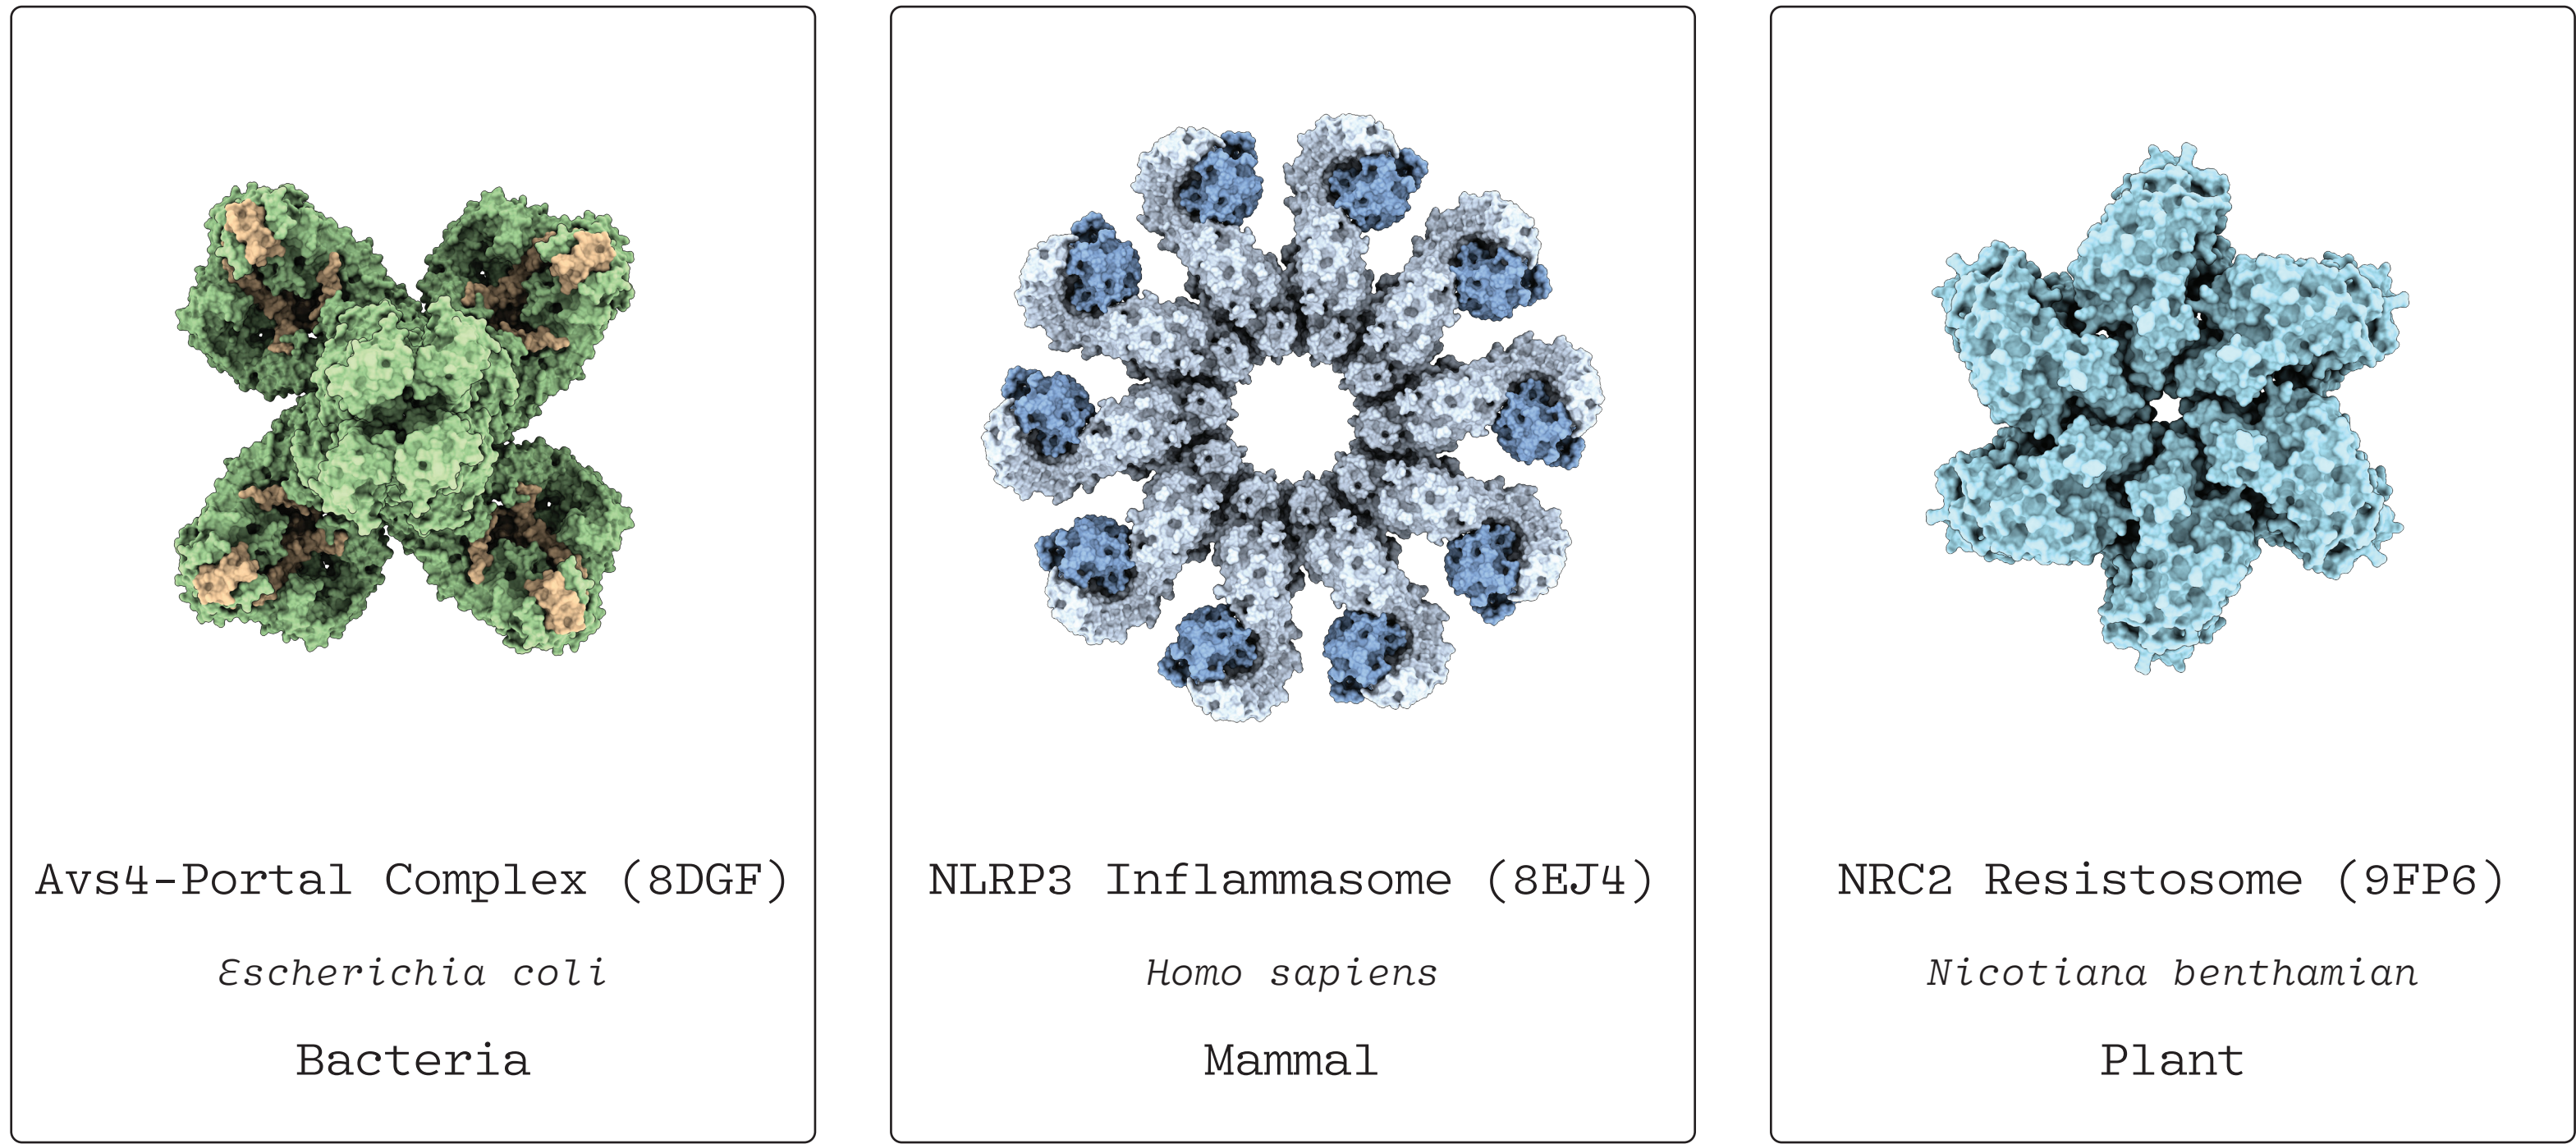 Avs4-Portal Complex (8DGF)
Escherichia coli
Bacteria
NLRP3 Inflammasome (8EJ4)
Homo sapiens
Mammal
NRC2 Resistosome (9FP6)
Nicotiana benthamian
Plant